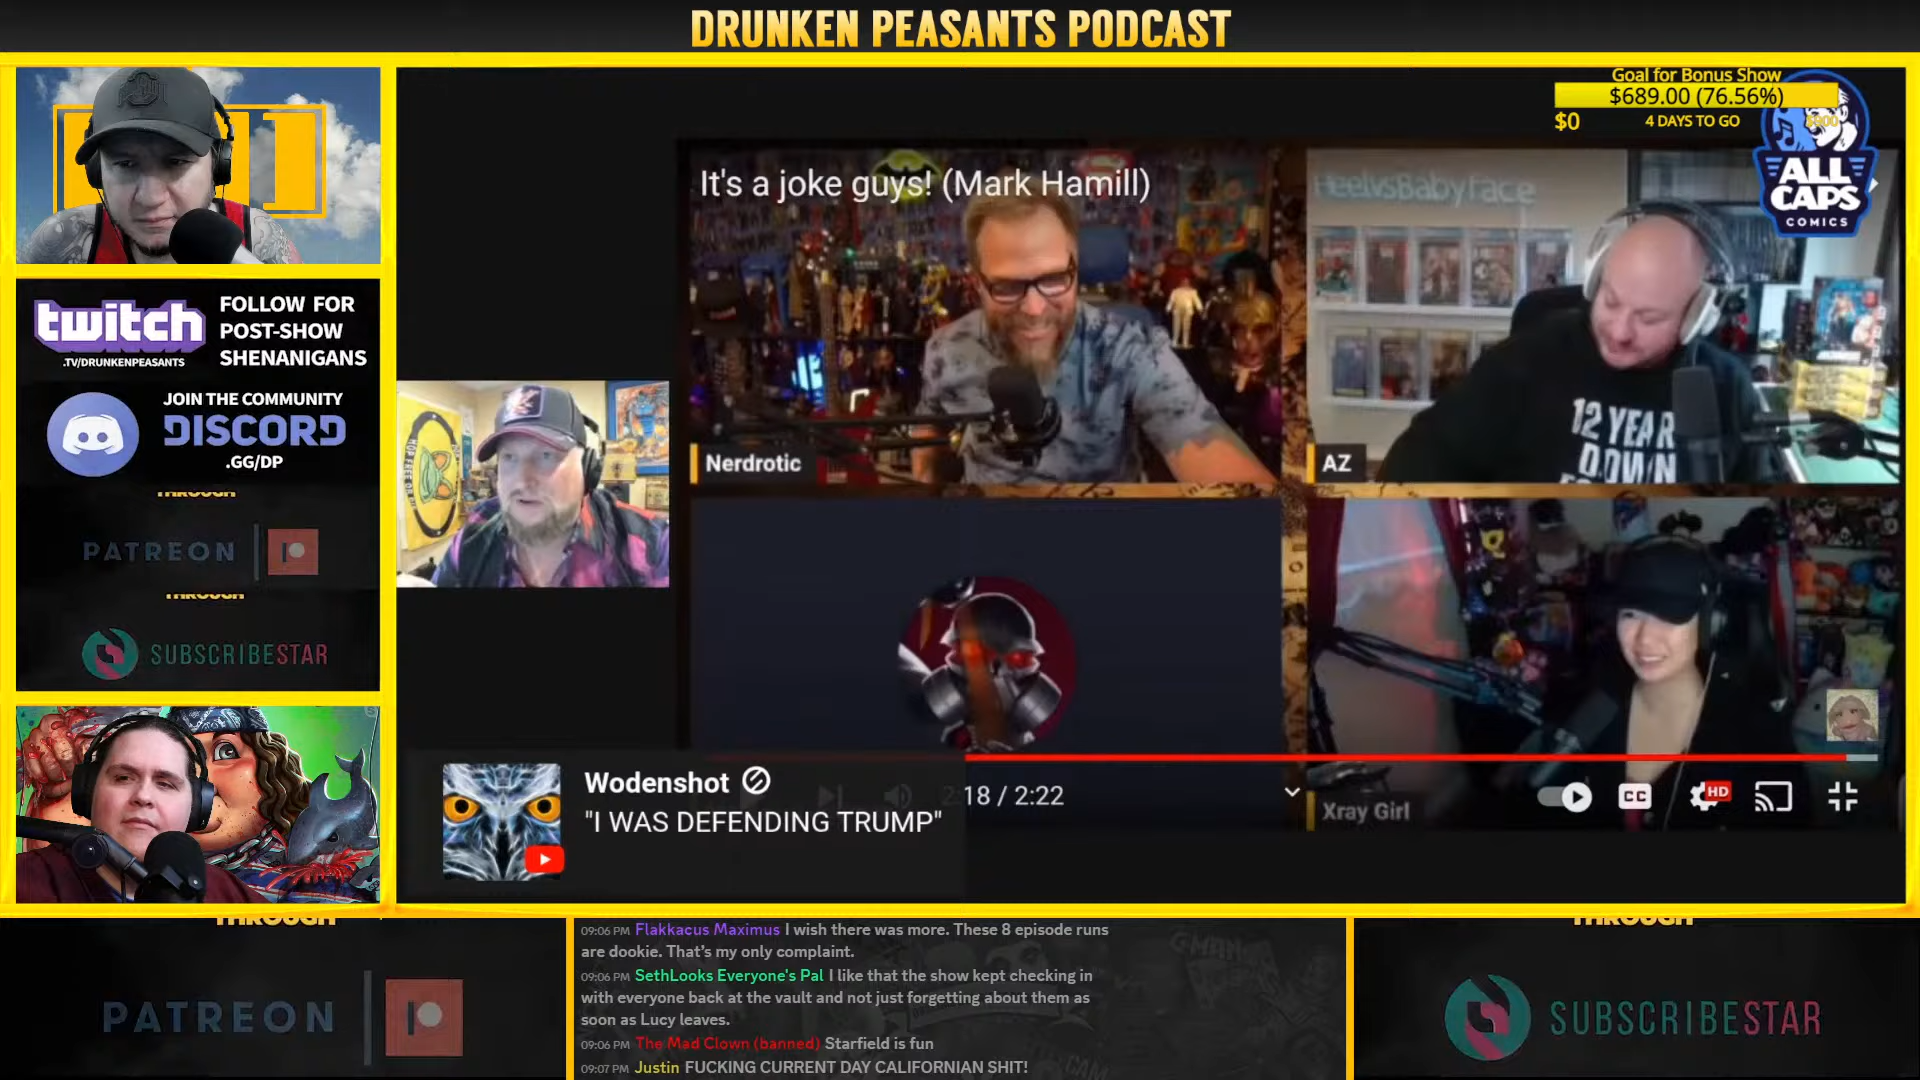 DRUNKEN PEASANTS PODCAST
Goal for Bonus Show
$689.00 (76.56%)
$0
4 DAYS TO GO
$900
ALL
CAPS
COMICS
It's a joke guys! (Mark Hamill)
HeelvsBabyface
twitch
.TV/DRUNKENPEASANTS
FOLLOW FOR
POST-SHOW
SHENANIGANS
JOIN THE COMMUNITY
DISCORD
.GG/DP
THROUGH
PATREON
THROUGH
SUBSCRIBESTAR
Nerdrotic
AZ
12 YEAR
DOWN
Xray Girl
Wodenshot
"I WAS DEFENDING TRUMP"
2:18 / 2:22
CC
HD
THROUGH
PATREON
09:06 PM Flakkacus Maximus I wish there was more. These 8 episode runs
are dookie. That's my only complaint.
09:06 PM SethLooks Everyone's Pal I like that the show kept checking in
with everyone back at the vault and not just forgetting about them as
soon as Lucy leaves.
09:06 PM The Mad Clown (banned) Starfield is fun
09:07 PM Justin FUCKING CURRENT DAY CALIFORNIAN SHIT!
THROUGH
SUBSCRIBESTAR